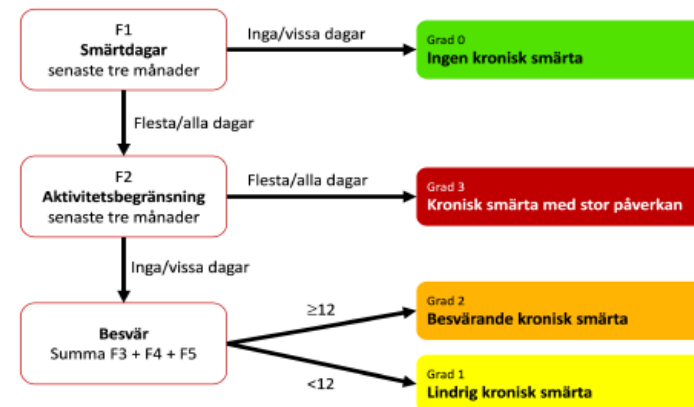 F1
Smärtdagar
senaste tre månader
Inga/vissa dagar
Grad 0
Ingen kronisk smärta
Flesta/alla dagar
F2
Aktivitetsbegränsning
senaste tre månader
Flesta/alla dagar
Grad 3
Kronisk smärta med stor påverkan
Inga/vissa dagar
Besvär
Summa F3 + F4 + F5
≥12
Grad 2
Besvärande kronisk smärta
<12
Grad 1
Lindrig kronisk smärta